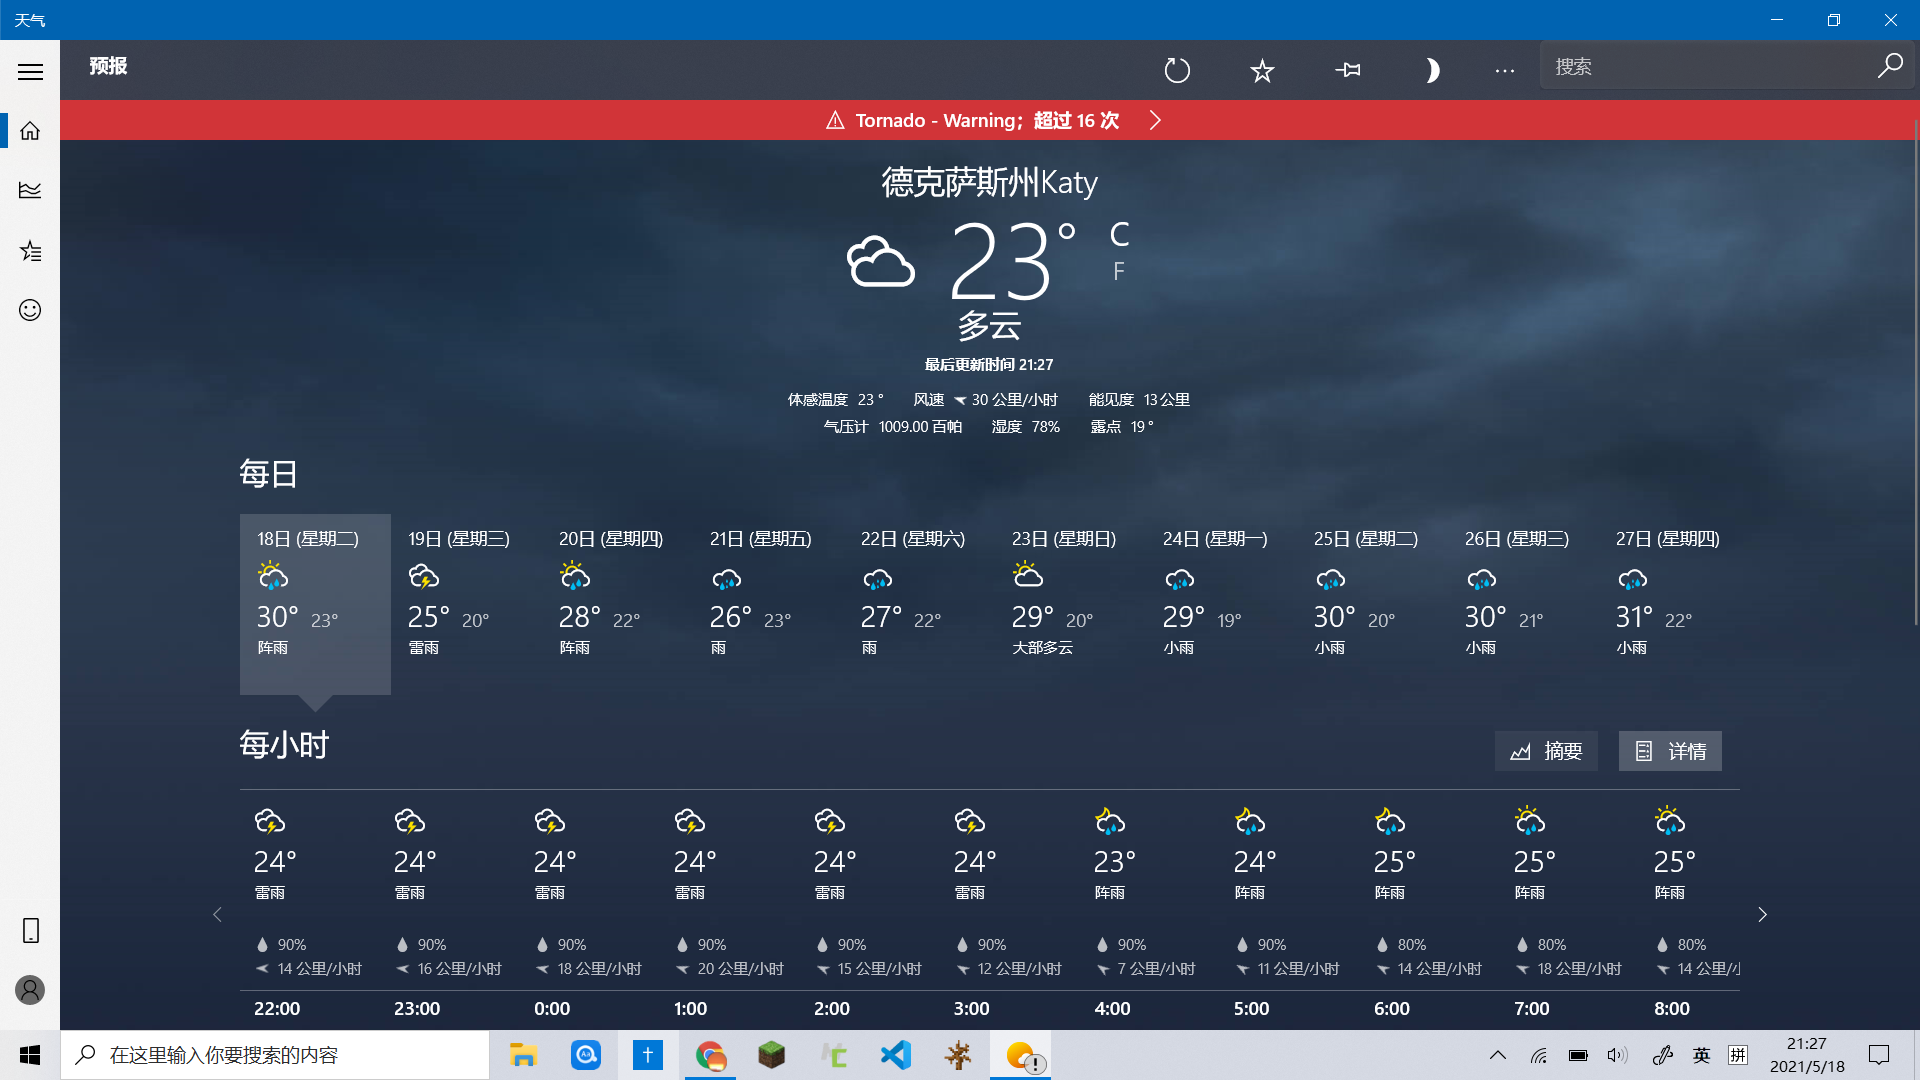 天气
预报
搜索
Tornado - Warning；超过 16 次
德克萨斯州Katy
23°
C
F
多云
最后更新时间 21:27
体感温度 23° 风速 30 公里/小时 能见度 13公里
气压计 1009.00 百帕 湿度 78% 露点 19°
每日
18日 (星期二) 19日 (星期三) 20日 (星期四) 21日 (星期五) 22日 (星期六) 23日 (星期日) 24日 (星期一) 25日 (星期二) 26日 (星期三) 27日 (星期四)
30° 23° 25° 20° 28° 22° 26° 23° 27° 22° 29° 20° 29° 19° 30° 20° 30° 21° 31° 22°
阵雨 雷雨 阵雨 雨 雨 大部多云 小雨 小雨 小雨 小雨
每小时
摘要 详情
24° 24° 24° 24° 24° 24° 23° 24° 25° 25° 25°
雷雨 雷雨 雷雨 雷雨 雷雨 雷雨 阵雨 阵雨 阵雨 阵雨 阵雨
90% 90% 90% 90% 90% 90% 90% 90% 80% 80% 80%
14 公里/小时 16 公里/小时 18 公里/小时 20 公里/小时 15 公里/小时 12 公里/小时 7 公里/小时 11 公里/小时 14 公里/小时 18 公里/小时 14 公里/
22:00 23:00 0:00 1:00 2:00 3:00 4:00 5:00 6:00 7:00 8:00
在这里输入你要搜索的内容
英 拼
21:27
2021/5/18